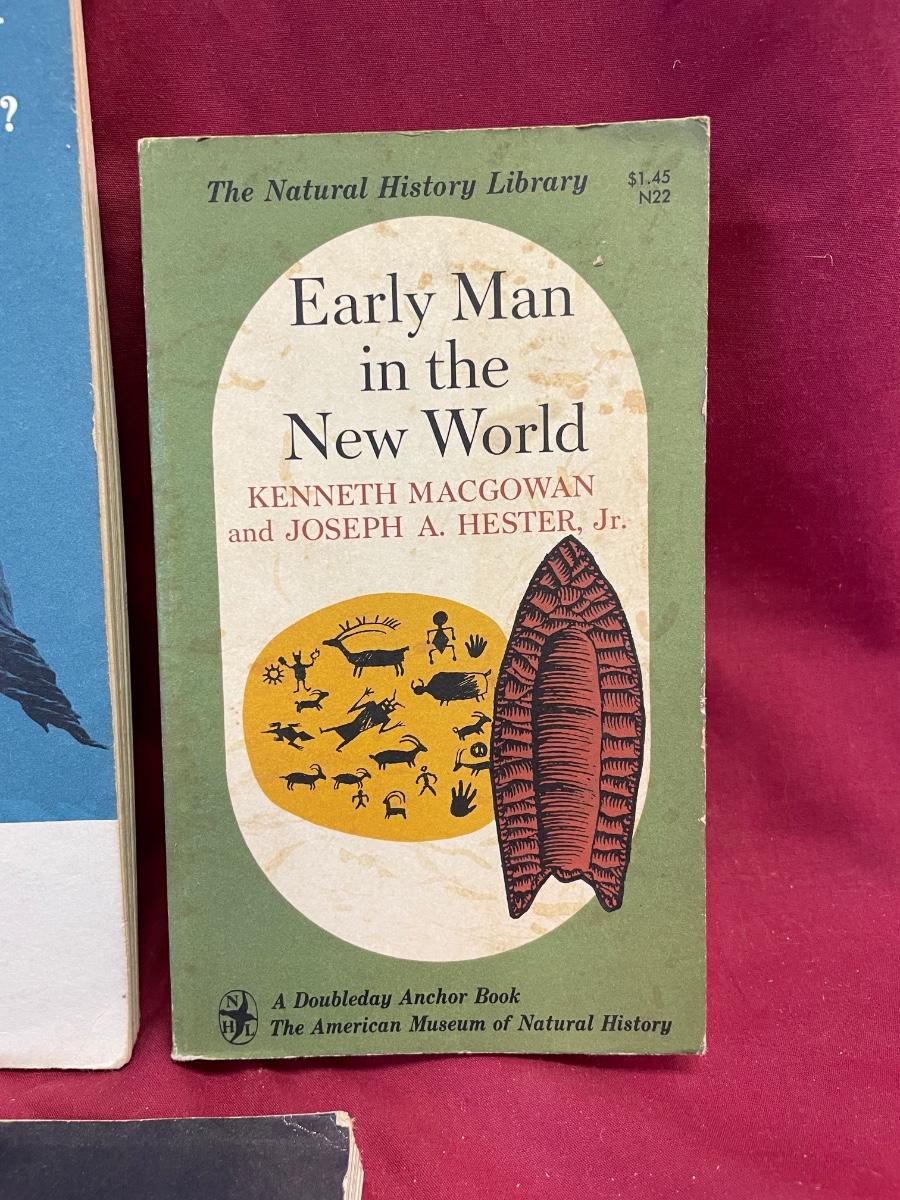 ?
The Natural History Library
$1.45
N22
Early Man
in the
New World
KENNETH MACGOWAN
and JOSEPH A. HESTER, Jr.
N
H L
A Doubleday Anchor Book
The American Museum of Natural History